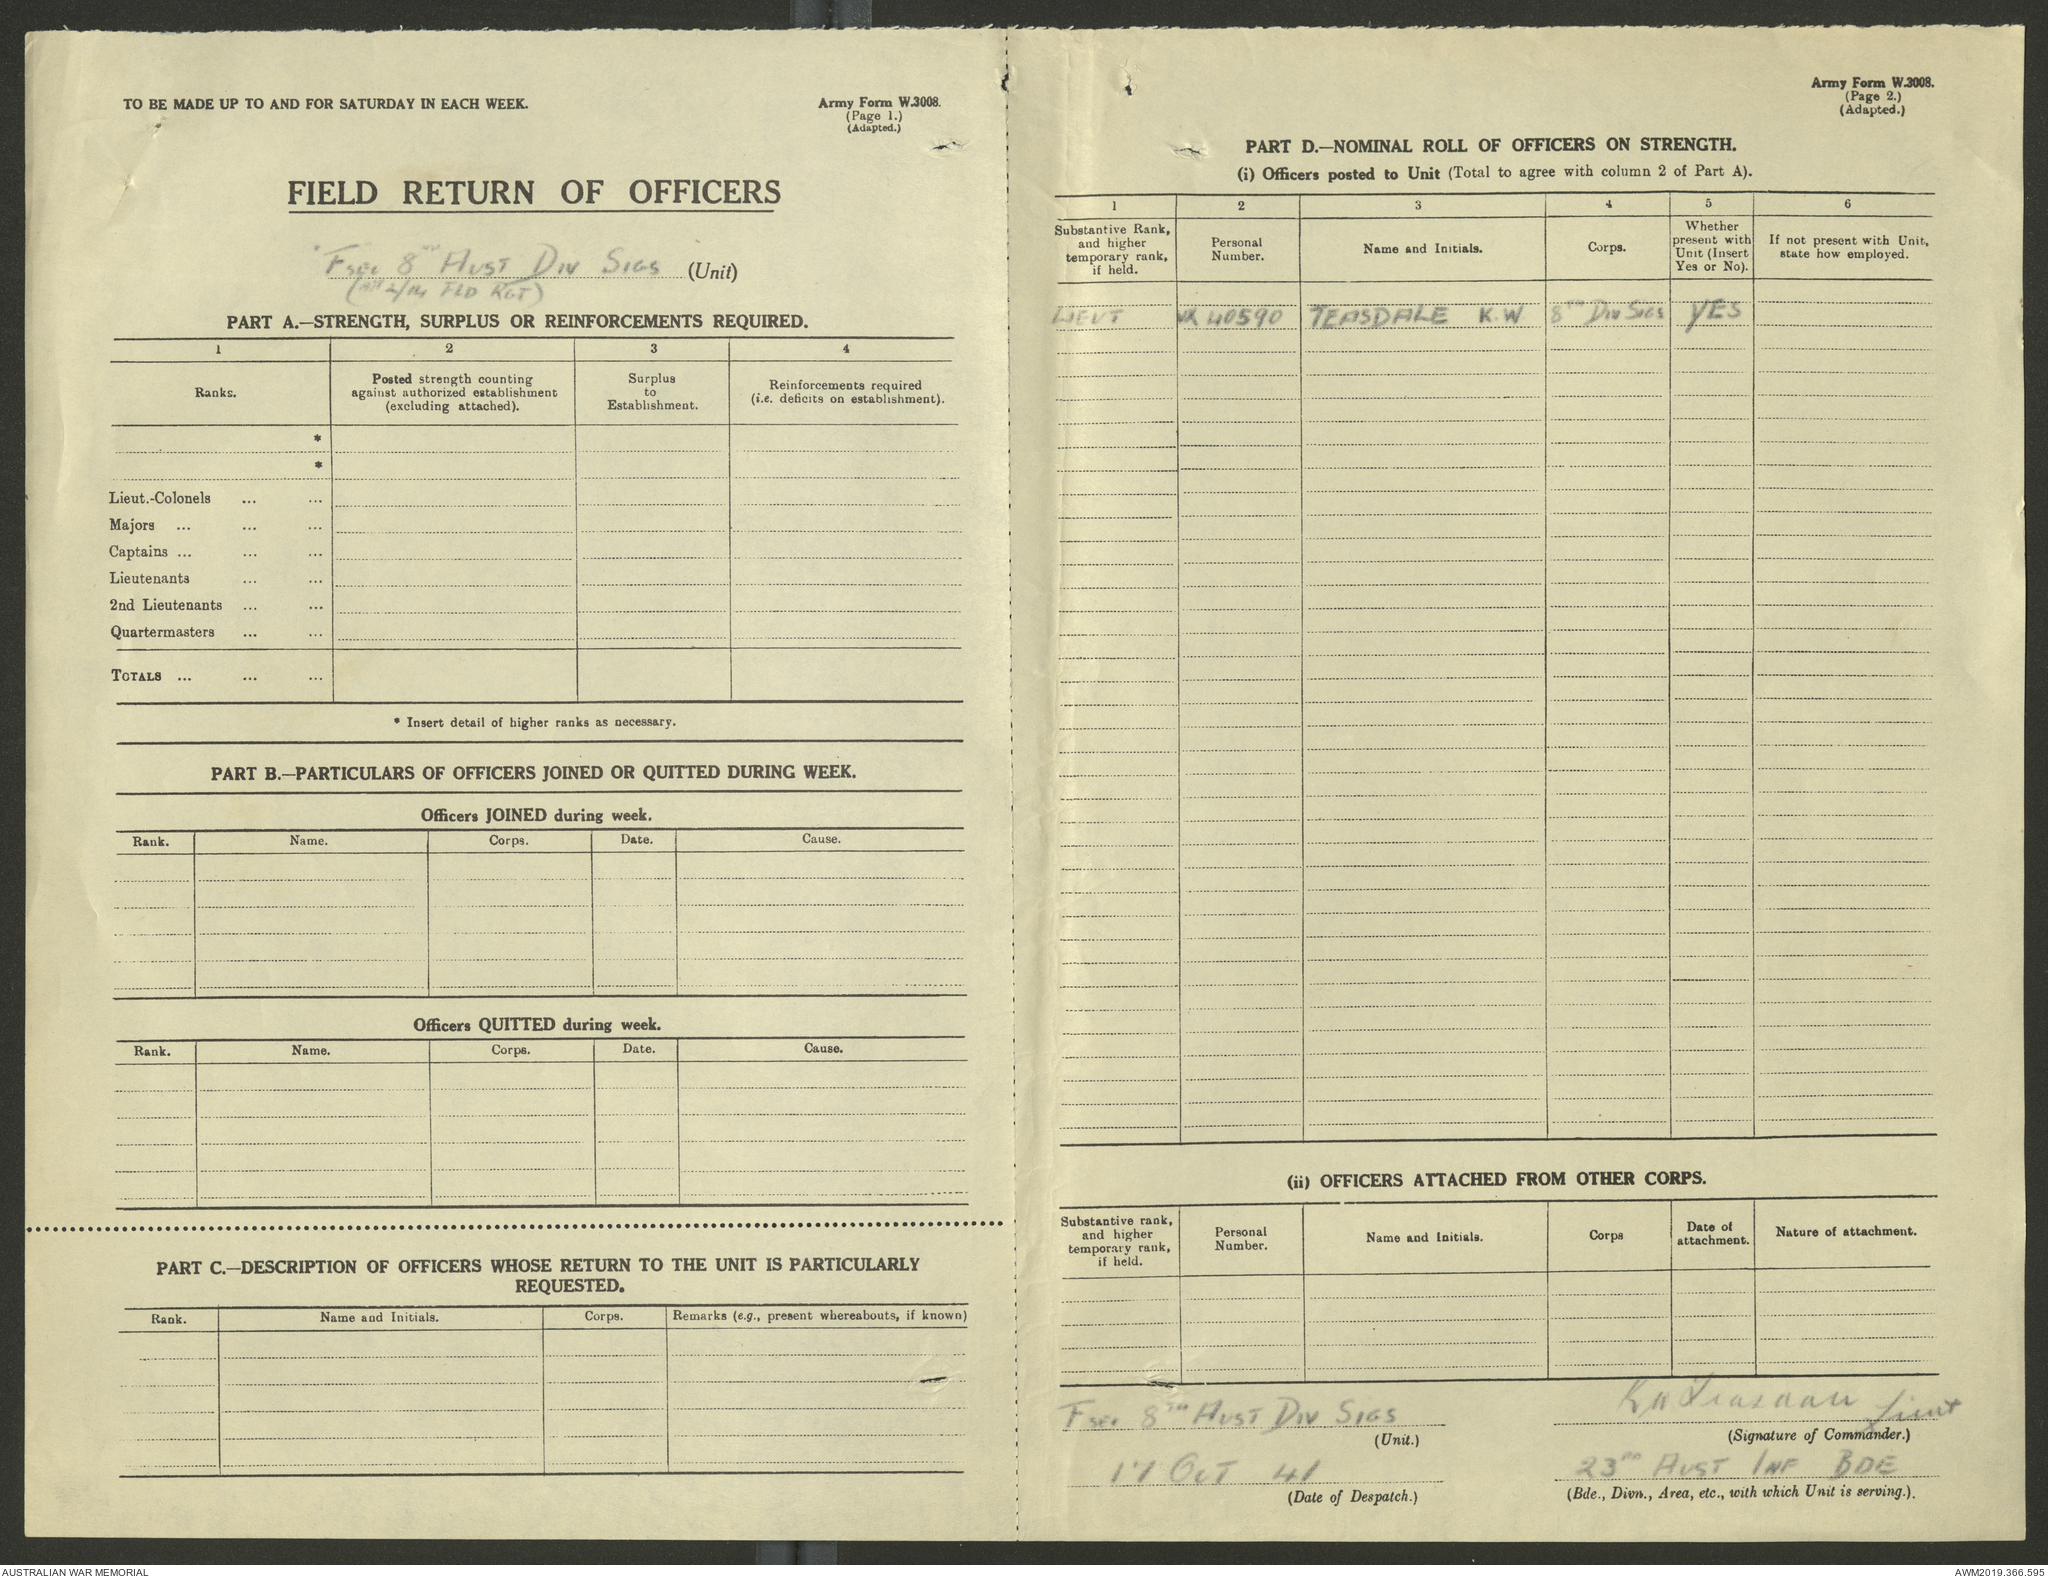 TO BE MADE UP TO AND FOR SATURDAY IN EACH WEEK.
Army Form W.3008.
(Page 1.)
(Adapted.)
FIELD RETURN OF OFFICERS
F Sec 8TH AUST DIV SIGS (Unit)
(Att 2/14 FLD RGT)
PART A.—STRENGTH, SURPLUS OR REINFORCEMENTS REQUIRED.
1 2 3 4
Ranks. Posted strength counting against authorized establishment (excluding attached). Surplus to Establishment. Reinforcements required (i.e. deficits on establishment).
*
*
Lieut.-Colonels ... ...
Majors ... ... ...
Captains ... ... ...
Lieutenants ... ...
2nd Lieutenants ... ...
Quartermasters ... ...
TOTALS ... ... ...
* Insert detail of higher ranks as necessary.
PART B.—PARTICULARS OF OFFICERS JOINED OR QUITTED DURING WEEK.
Officers JOINED during week.
Rank. Name. Corps. Date. Cause.
Officers QUITTED during week.
Rank. Name. Corps. Date. Cause.
PART C.—DESCRIPTION OF OFFICERS WHOSE RETURN TO THE UNIT IS PARTICULARLY
REQUESTED.
Rank. Name and Initials. Corps. Remarks (e.g., present whereabouts, if known)
Army Form W.3008.
(Page 2.)
(Adapted.)
PART D.—NOMINAL ROLL OF OFFICERS ON STRENGTH.
(i) Officers posted to Unit (Total to agree with column 2 of Part A).
1 2 3 4 5 6
Substantive Rank, and higher temporary rank, if held. Personal Number. Name and Initials. Corps. Whether present with Unit (Insert Yes or No). If not present with Unit, state how employed.
LIEUT VX 40590 TEASDALE K.W 8TH DIV SIGS YES
(ii) OFFICERS ATTACHED FROM OTHER CORPS.
Substantive rank, and higher temporary rank, if held. Personal Number. Name and Initials. Corps Date of attachment. Nature of attachment.
F Sec 8TH AUST DIV SIGS
(Unit.)
17 OCT 41
(Date of Despatch.)
KW Teasdale Lieut
(Signature of Commander.)
23RD AUST INF BDE
(Bde., Divn., Area, etc., with which Unit is serving.).
AUSTRALIAN WAR MEMORIAL
AWM2019.366.595